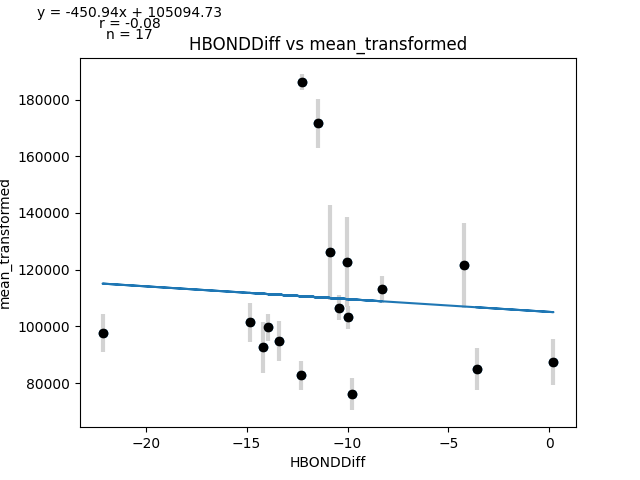 y = -450.94x + 105094.73
r = -0.08
n = 17
HBONDDiff vs mean_transformed
180000
160000
140000
120000
100000
80000
mean_transformed
−20
−15
−10
−5
0
HBONDDiff